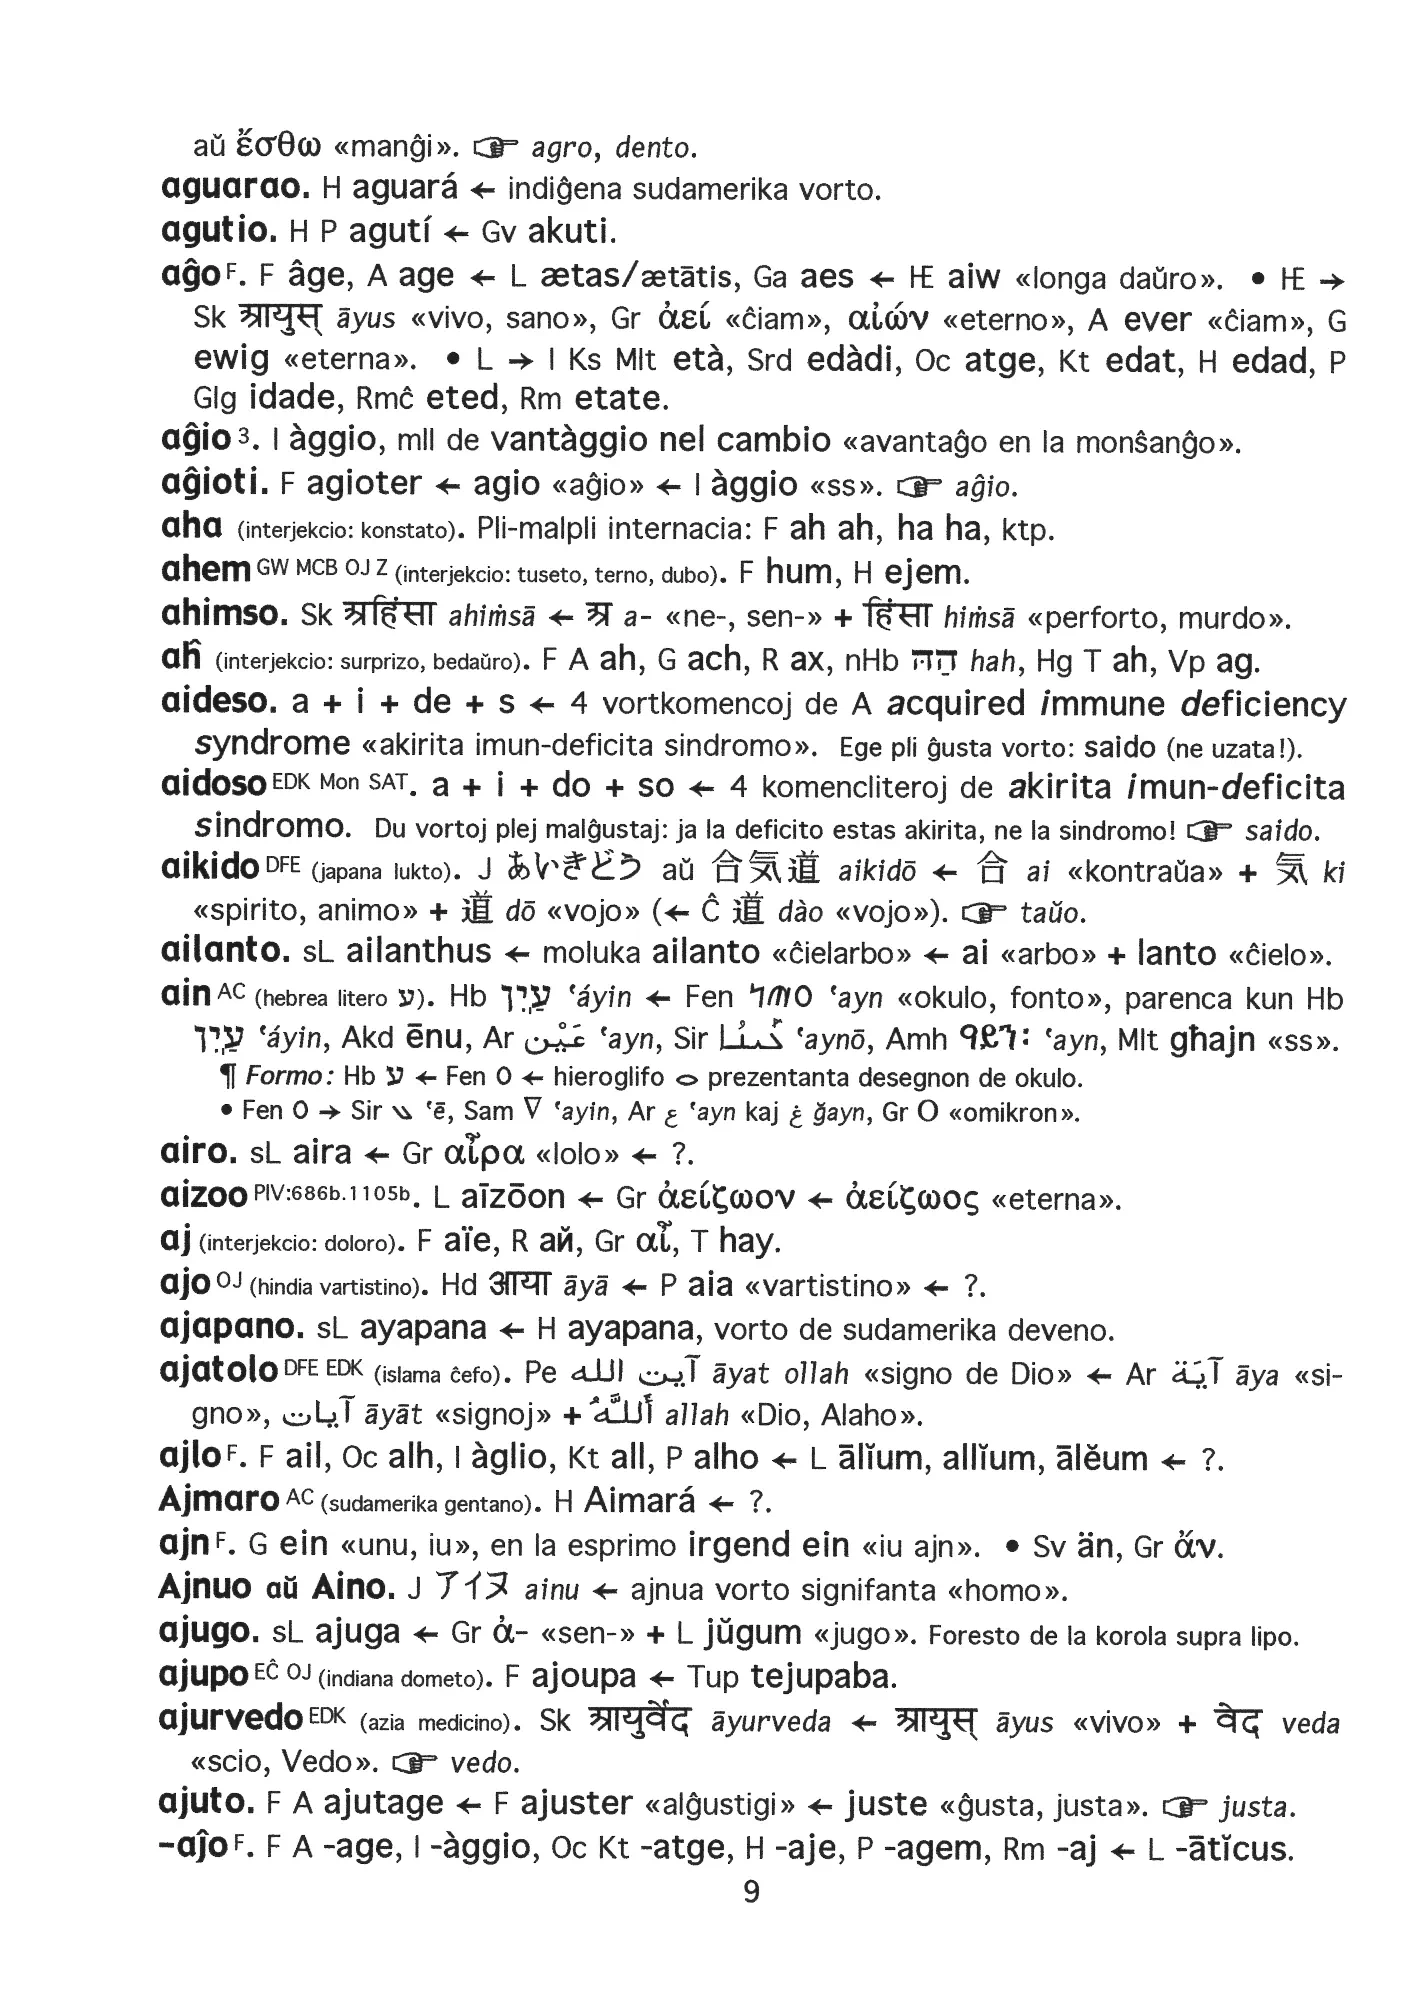 aŭ ἔσθω «manĝi». ☞ agro, dento.
aguarao. H aguará ← indiĝena sudamerika vorto.
agutio. H P agutí ← Gv akuti.
aĝo F. F âge, A age ← L ætas/ætātis, Ga aes ← IE aiw «longa daŭro». • IE →
Sk आयुस् āyus «vivo, sano», Gr ἀεί «ĉiam», αἰών «eterno», A ever «ĉiam», G
ewig «eterna». • L → I Ks Mlt età, Srd edàdi, Oc atge, Kt edat, H edad, P
Glg idade, Rmĉ eted, Rm etate.
aĝio 3. I àggio, mll de vantàggio nel cambio «avantaĝo en la monŝanĝo».
aĝioti. F agioter ← agio «aĝio» ← I àggio «ss». ☞ aĝio.
aha (interjekcio: konstato). Pli-malpli internacia: F ah ah, ha ha, ktp.
ahem GW MCB OJ Z (interjekcio: tuseto, terno, dubo). F hum, H ejem.
ahimso. Sk अहिंसा ahiṁsā ← अ a- «ne-, sen-» + हिंसा hiṁsā «perforto, murdo».
aĥ (interjekcio: surprizo, bedaŭro). F A ah, G ach, R ах, nHb הַהּ hah, Hg T ah, Vp ag.
aideso. a + i + de + s ← 4 vortkomencoj de A acquired immune deficiency
syndrome «akirita imun-deficita sindromo». Ege pli ĝusta vorto: saido (ne uzata!).
aidoso EDK Mon SAT. a + i + do + so ← 4 komencliteroj de akirita imun-deficita
sindromo. Du vortoj plej malĝustaj: ja la deficito estas akirita, ne la sindromo! ☞ saido.
aikido DFE (japana lukto). J あいきどう aŭ 合気道 aikidō ← 合 ai «kontraŭa» + 気 ki
«spirito, animo» + 道 dō «vojo» (← Ĉ 道 dào «vojo»). ☞ taŭo.
ailanto. sL ailanthus ← moluka ailanto «ĉielarbo» ← ai «arbo» + lanto «ĉielo».
ain AC (hebrea litero ע). Hb עַיִן ʿáyin ← Fen 𐤏𐤉𐤍 ʿayn «okulo, fonto», parenca kun Hb
עַיִן ʿáyin, Akd ēnu, Ar عَيْن ʿayn, Sir ܥܰܝܢܳܐ ʿaynō, Amh ዓይን፡ ʿayn, Mlt għajn «ss».
¶ Formo: Hb ע ← Fen O ← hieroglifo 𓂋 prezentanta desegnon de okulo.
• Fen O → Sir ܥ ʿē, Sam ∇ ʿayin, Ar ع ʿayn kaj غ ğayn, Gr O «omikron».
airo. sL aira ← Gr αἶρα «lolo» ← ?.
aizoo PIV:686b.1105b. L aīzōon ← Gr ἀείζωον ← ἀείζωος «eterna».
aj (interjekcio: doloro). F aïe, R ай, Gr αἶ, T hay.
ajo OJ (hindia vartistino). Hd आया āyā ← P aia «vartistino» ← ?.
ajapano. sL ayapana ← H ayapana, vorto de sudamerika deveno.
ajatolo DFE EDK (islama ĉefo). Pe آیت الله āyat ollah «signo de Dio» ← Ar آيَة āya «si-
gno», آيات āyāt «signoj» + أَللَّهُ allah «Dio, Alaho».
ajlo F. F ail, Oc alh, I àglio, Kt all, P alho ← L ālĭum, allĭum, ālĕum ← ?.
Ajmaro AC (sudamerika gentano). H Aimará ← ?.
ajn F. G ein «unu, iu», en la esprimo irgend ein «iu ajn». • Sv än, Gr ἄν.
Ajnuo aŭ Aino. J アイヌ ainu ← ajnua vorto signifanta «homo».
ajugo. sL ajuga ← Gr ἀ- «sen-» + L jŭgum «jugo». Foresto de la korola supra lipo.
ajupo EĈ OJ (indiana dometo). F ajoupa ← Tup tejupaba.
ajurvedo EDK (azia medicino). Sk आयुर्वेद āyurveda ← आयुस् āyus «vivo» + वेद veda
«scio, Vedo». ☞ vedo.
ajuto. F A ajutage ← F ajuster «alĝustigi» ← juste «ĝusta, justa». ☞ justa.
-aĵo F. F A -age, I -àggio, Oc Kt -atge, H -aje, P -agem, Rm -aj ← L -ātĭcus.
9